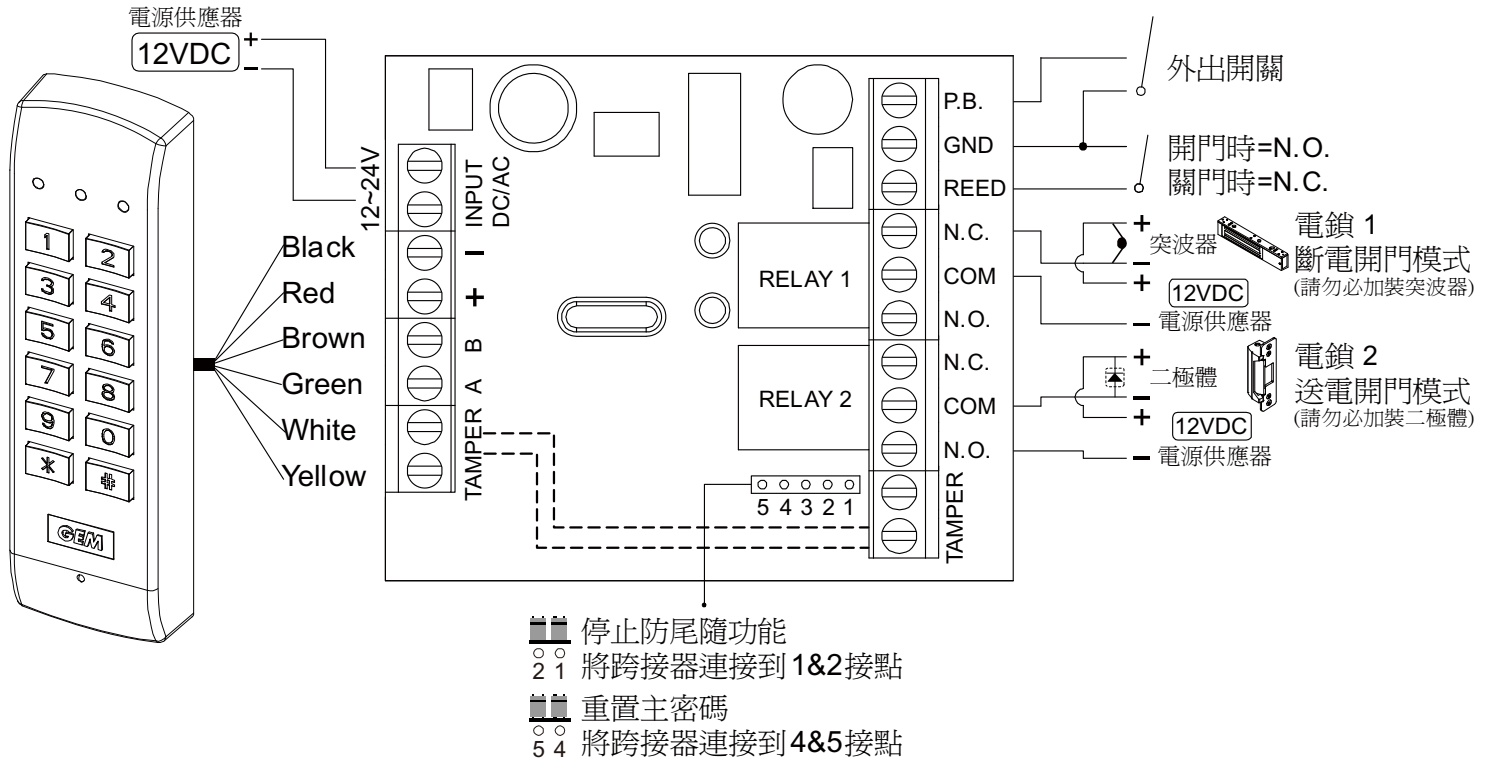 電源供應器
12VDC
+
−
1
2
3
4
5
6
7
8
9
0
*
#
GEM
Black
Red
Brown
Green
White
Yellow
12~24V
INPUT
DC/AC
−
+
B
A
TAMPER
RELAY 1
RELAY 2
5 4 3 2 1
P.B.
GND
REED
N.C.
COM
N.O.
N.C.
COM
N.O.
TAMPER
外出開關
開門時=N.O.
關門時=N.C.
+
突波器
−
+
12VDC
− 電源供應器
電鎖 1
斷電開門模式
(請勿必加裝突波器)
+
二極體
−
+
12VDC
− 電源供應器
電鎖 2
送電開門模式
(請勿必加裝二極體)
停止防尾隨功能
2 1 將跨接器連接到1&2接點
重置主密碼
5 4 將跨接器連接到4&5接點